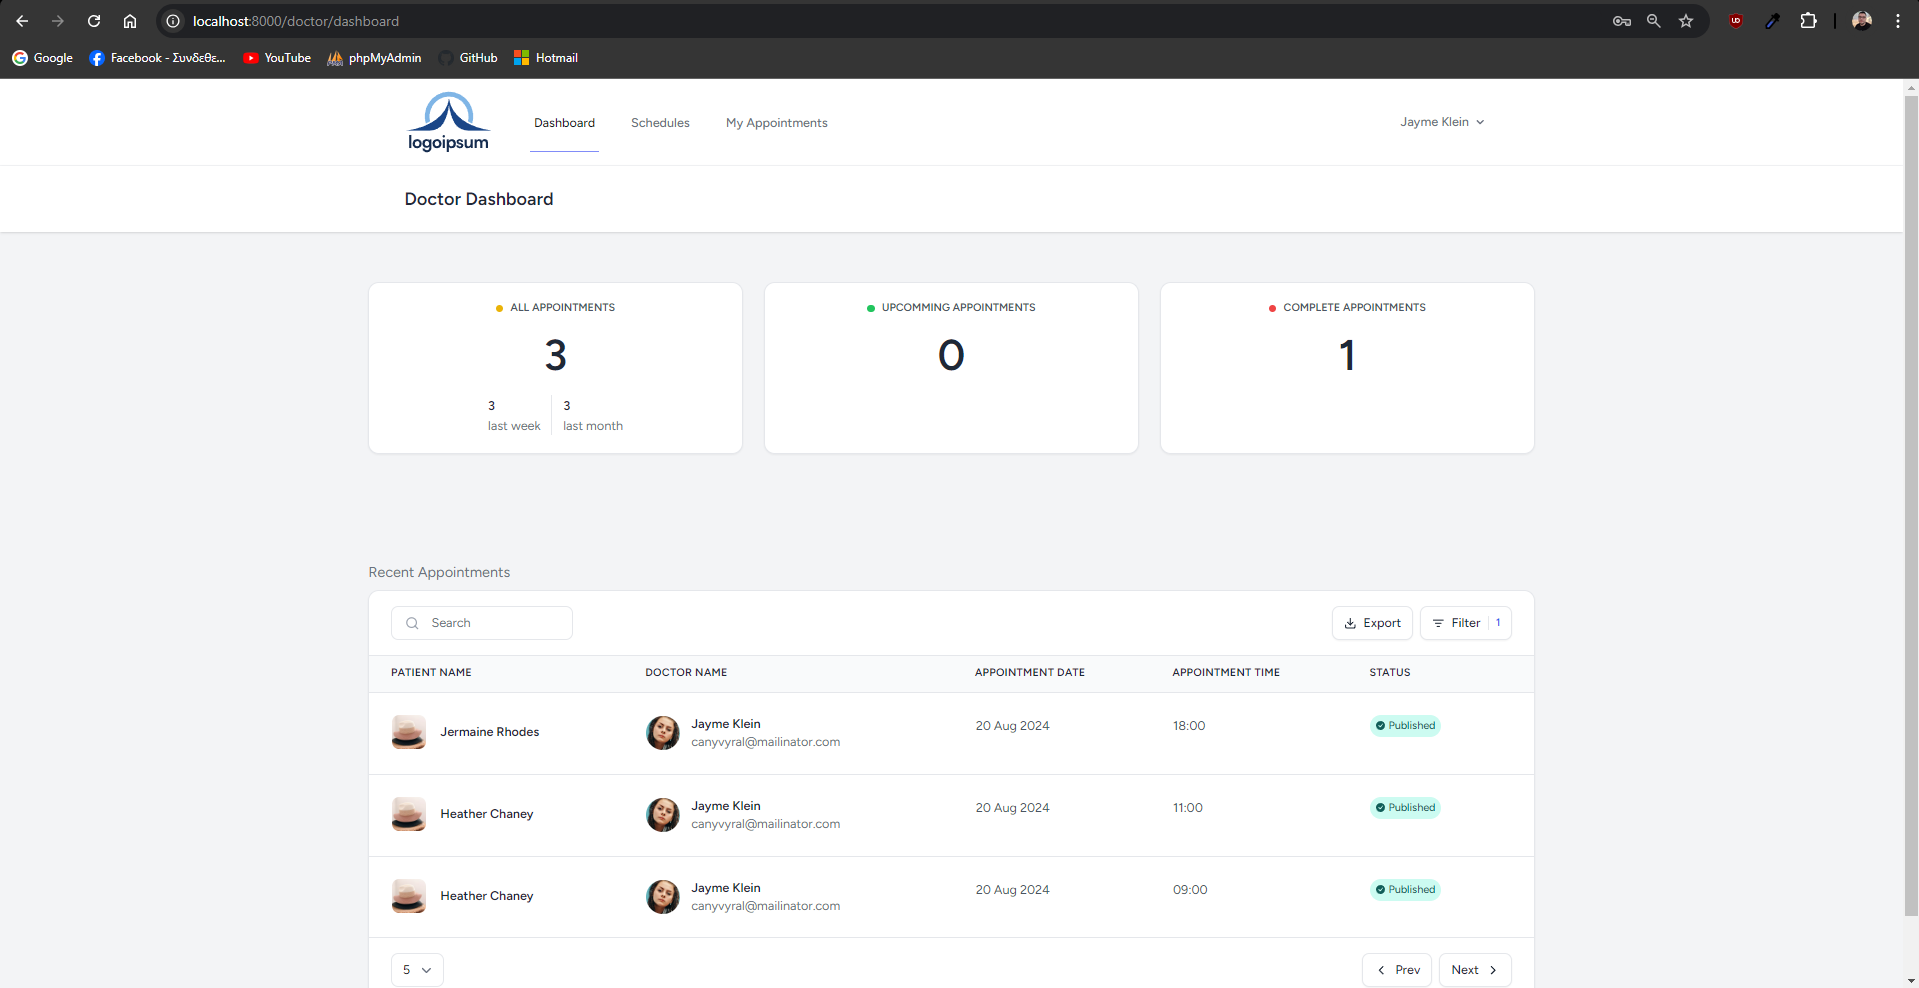 localhost:8000/doctor/dashboard
Google Facebook - Συνδεθε... YouTube phpMyAdmin GitHub Hotmail
logoipsum
Dashboard Schedules My Appointments Jayme Klein
Doctor Dashboard
ALL APPOINTMENTS UPCOMMING APPOINTMENTS COMPLETE APPOINTMENTS
3 0 1
3 3
last week last month
Recent Appointments
Search Export Filter 1
PATIENT NAME DOCTOR NAME APPOINTMENT DATE APPOINTMENT TIME STATUS
Jermaine Rhodes Jayme Klein 20 Aug 2024 18:00 Published
canyvyral@mailinator.com
Heather Chaney Jayme Klein 20 Aug 2024 11:00 Published
canyvyral@mailinator.com
Heather Chaney Jayme Klein 20 Aug 2024 09:00 Published
canyvyral@mailinator.com
5 Prev Next